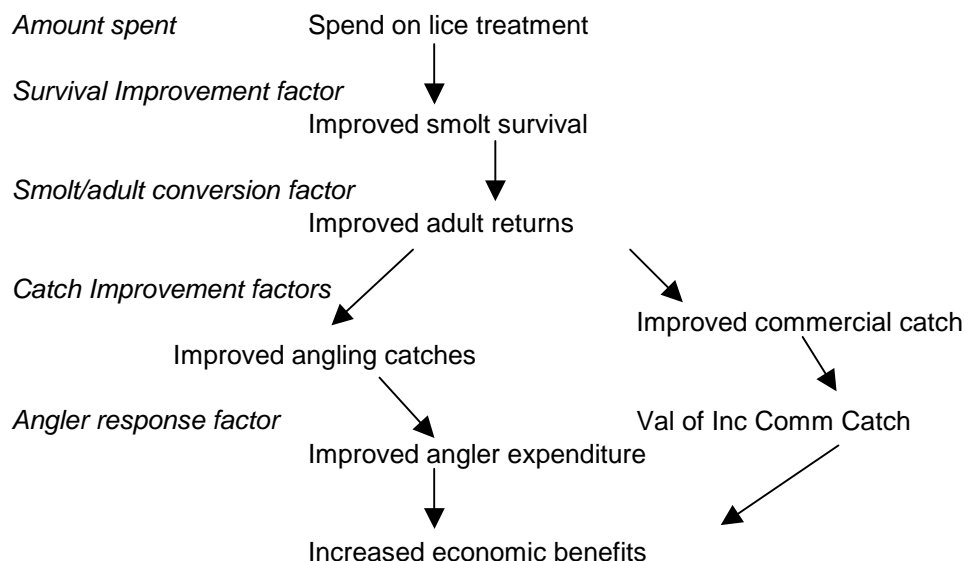 Amount spent Spend on lice treatment
Survival Improvement factor
Improved smolt survival
Smolt/adult conversion factor
Improved adult returns
Catch Improvement factors
Improved commercial catch
Improved angling catches
Angler response factor Val of Inc Comm Catch
Improved angler expenditure
Increased economic benefits